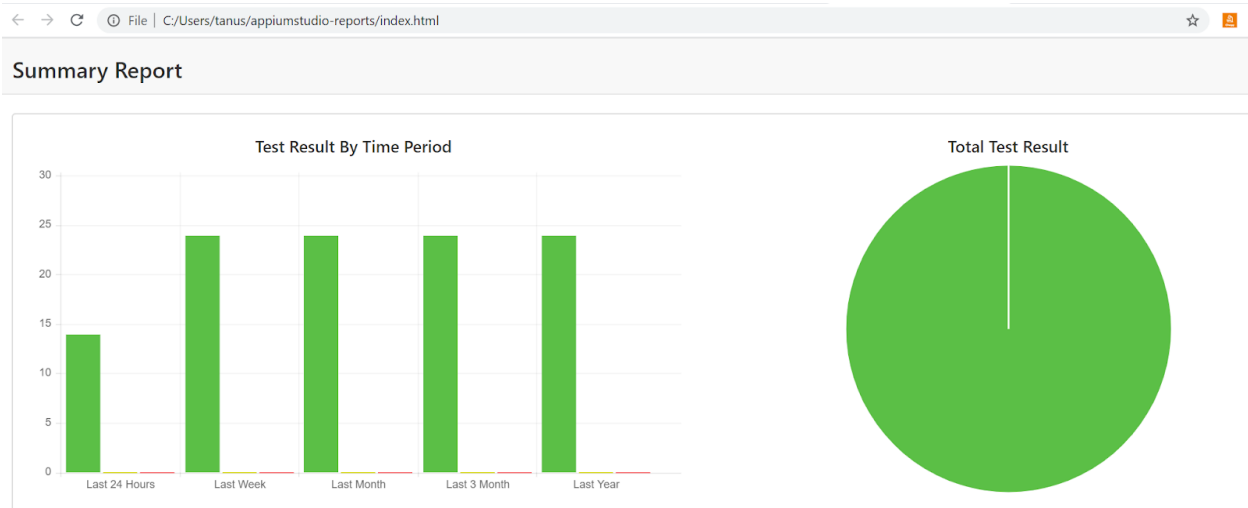 File | C:/Users/tanus/appiumstudio-reports/index.html
Summary Report
Test Result By Time Period
30
25
20
15
10
5
0
Last 24 Hours Last Week Last Month Last 3 Month Last Year
Total Test Result